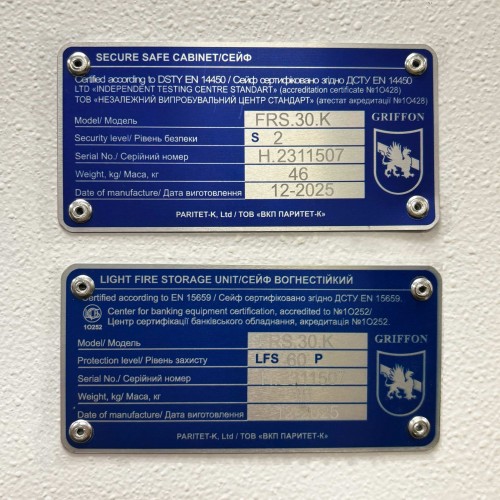 SECURE SAFE CABINET/СЕЙФ
Certified according to DSTY EN 14450 / Сейф сертифіковано згідно ДСТУ EN 14450
LTD «INDEPENDENT TESTING CENTRE STANDART» (accreditation certificate №1O428)
ТОВ «НЕЗАЛЕЖНИЙ ВИПРОБУВАЛЬНИЙ ЦЕНТР СТАНДАРТ» (атестат акредитації №1O428)
Model/ Модель FRS.30.K
GRIFFON
Security level/ Рівень безпеки S 2
Serial No./ Серійний номер H.2311507
Weight, kg/ Маса, кг 46
Date of manufacture/ Дата виготовлення 12-2025
PARITET-K, Ltd / ТОВ "ВКП ПАРИТЕТ-К"
LIGHT FIRE STORAGE UNIT/СЕЙФ ВОГНЕСТІЙКИЙ
Certified according to EN 15659 / Сейф сертифіковано згідно ДСТУ EN 15659.
Center for banking equipment certification, accredited to №1O252/
Центр сертифікації банківського обладнання, акредитація №1O252.
1O252
Model/ Модель FRS.30.K
GRIFFON
Protection level/ Рівень захисту LFS 60 P
Serial No./ Серійний номер
Weight, kg/ Маса, кг
Date of manufacture/ Дата виготовлення
PARITET-K, Ltd / ТОВ "ВКП ПАРИТЕТ-К"